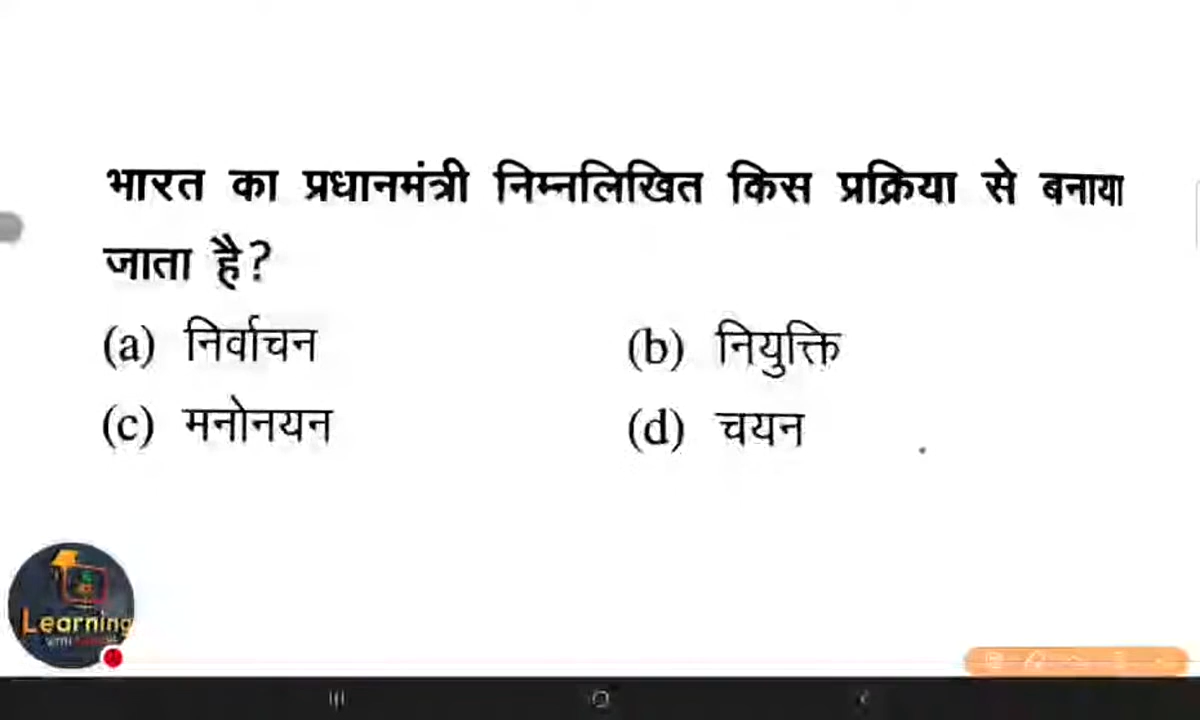 भारत का प्रधानमंत्री निम्नलिखित किस प्रक्रिया से बनाया
जाता है?
(a) निर्वाचन (b) नियुक्ति
(c) मनोनयन (d) चयन
Learning